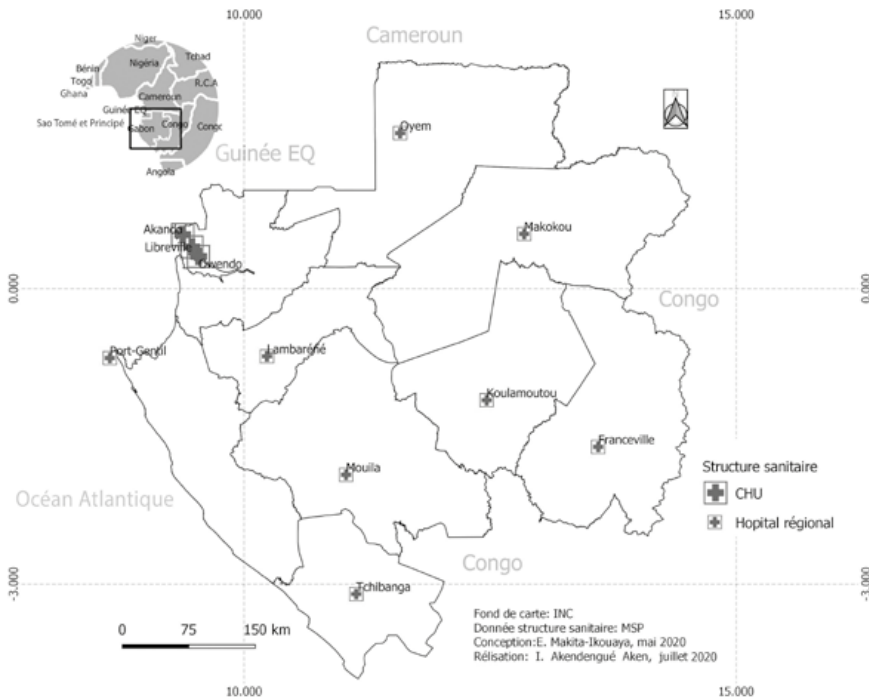 10.000
15.000
Cameroun
Niger
Tchad
Nigéria
Bénin
Togo
Ghana
R.C.A
Cameroun
Guinée EQ
Sao Tomé et Principé
Gabon
Congo
Congo
Angola
Guinée EQ
Oyem
Makokou
Akanda
Libreville
Owendo
0.000
0.000
Congo
Port-Gentil
Lambaréné
Koulamoutou
Franceville
Mouila
Structure sanitaire
CHU
Hopital régional
Océan Atlantique
Congo
-3.000
-3.000
Tchibanga
0 75 150 km
Fond de carte: INC
Donnée structure sanitaire: MSP
Conception:E. Makita-Ikouaya, mai 2020
Rélisation: I. Akendengué Aken, juillet 2020
10.000
15.000